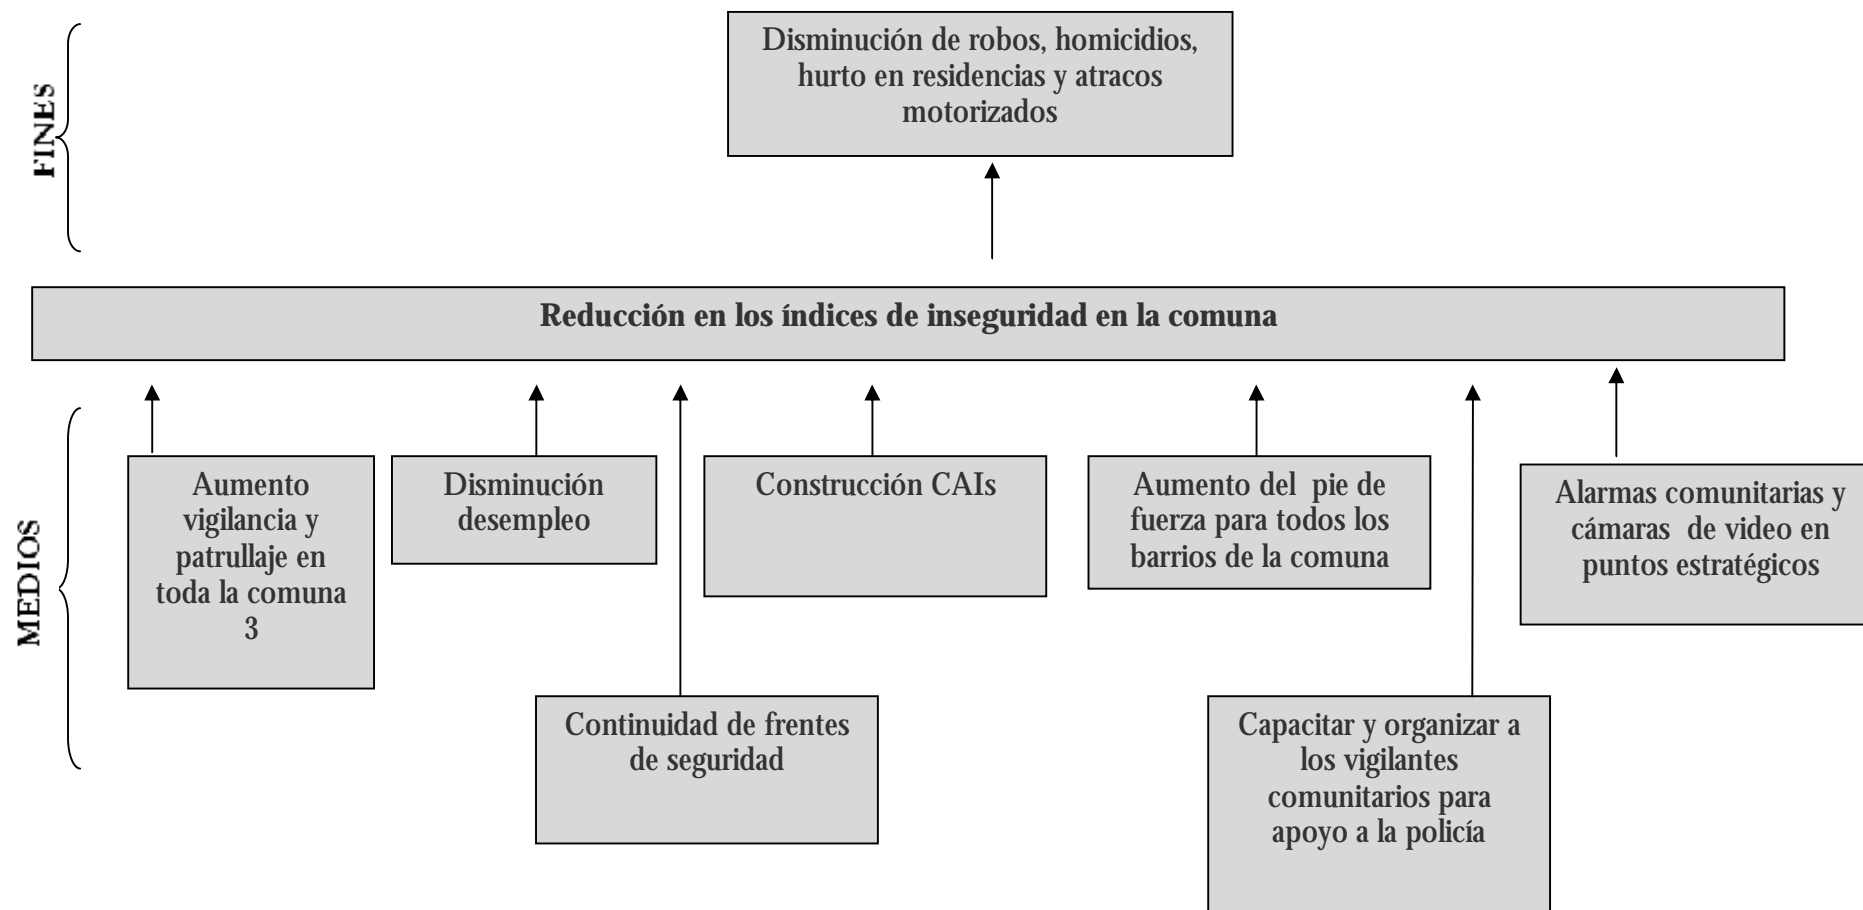 FINES
Disminución de robos, homicidios,
hurto en residencias y atracos
motorizados
Reducción en los índices de inseguridad en la comuna
MEDIOS
Aumento
vigilancia y
patrullaje en
toda la comuna
3
Disminución
desempleo
Construcción CAIs
Aumento del pie de
fuerza para todos los
barrios de la comuna
Alarmas comunitarias y
cámaras de video en
puntos estratégicos
Continuidad de frentes
de seguridad
Capacitar y organizar a
los vigilantes
comunitarios para
apoyo a la policía